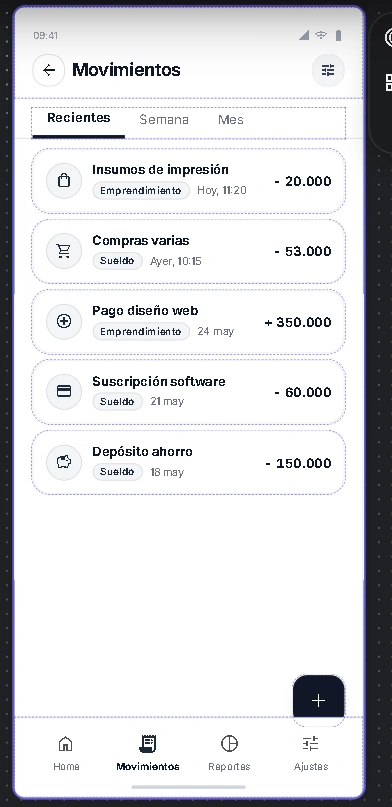 09:41
Movimientos
Recientes Semana Mes
Insumos de impresión
Emprendimiento Hoy, 11:20
- 20.000
Compras varias
Sueldo Ayer, 10:15
- 53.000
Pago diseño web
Emprendimiento 24 may
+ 350.000
Suscripción software
Sueldo 21 may
- 60.000
Depósito ahorro
Sueldo 18 may
- 150.000
+
Home Movimientos Reportes Ajustes